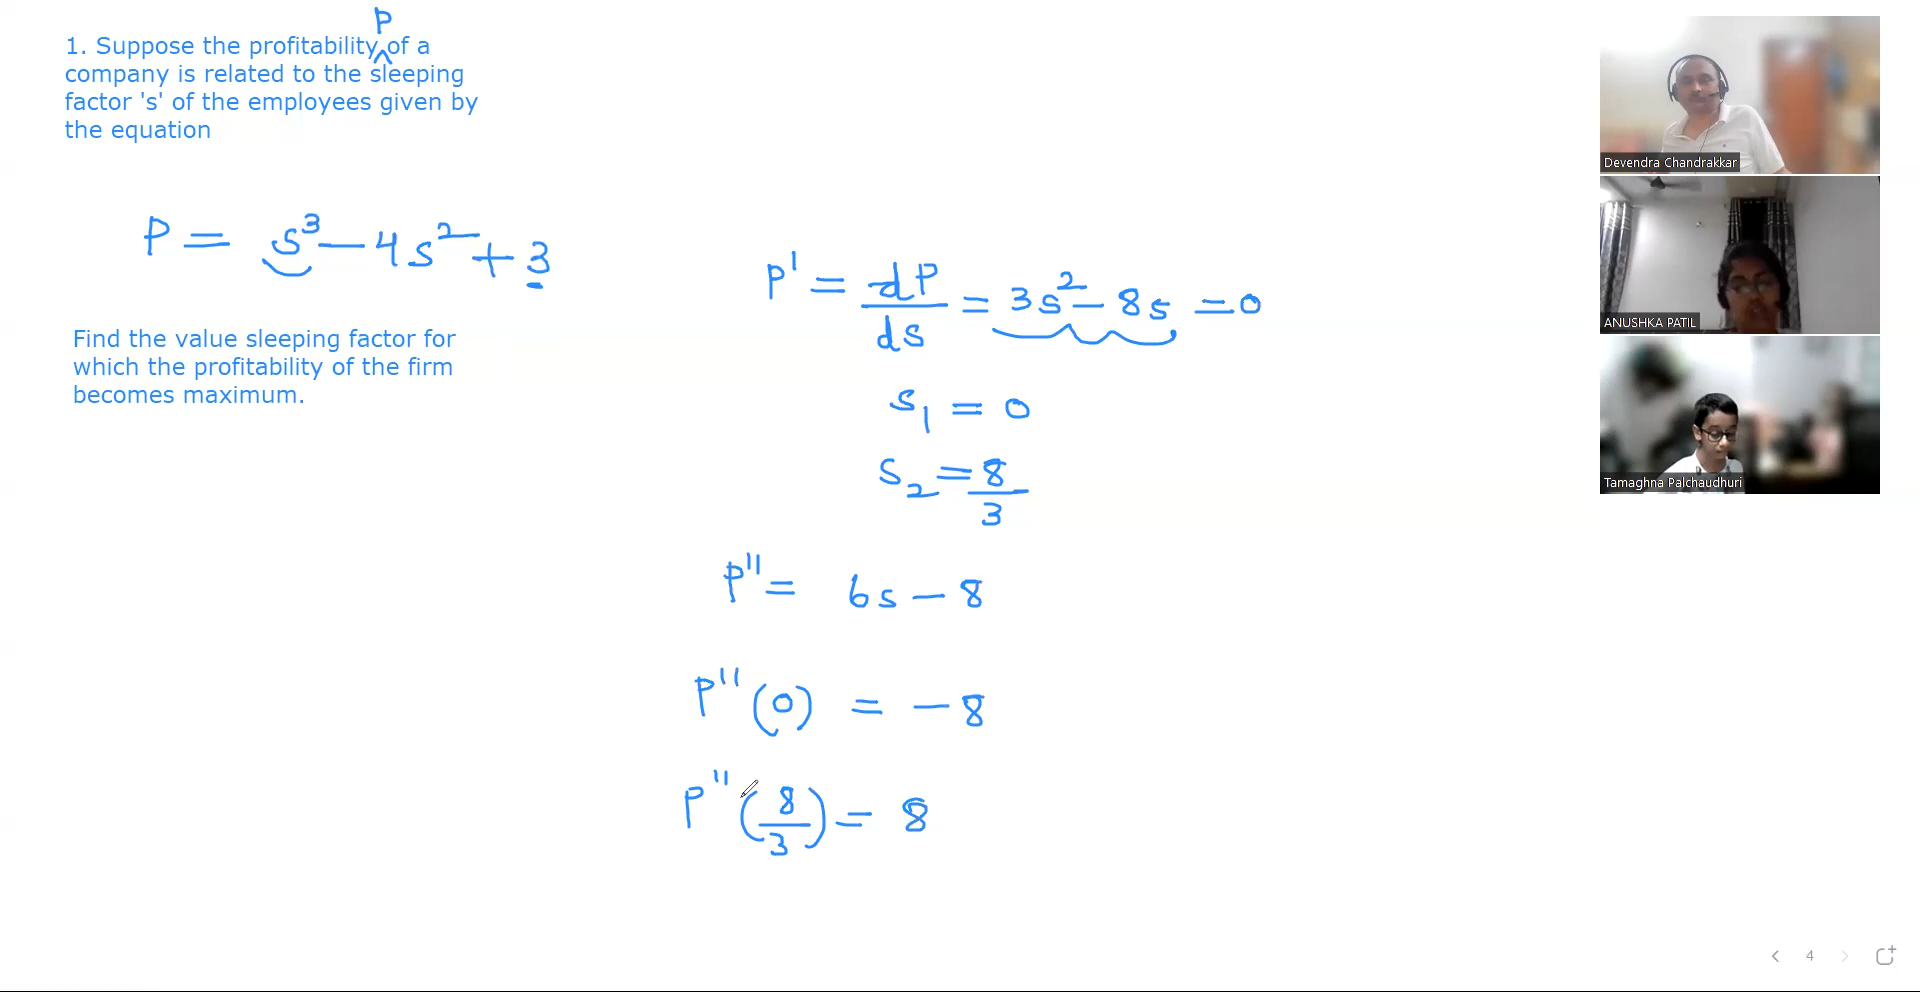 P
1. Suppose the profitability of a
company is related to the sleeping
factor 's' of the employees given by
the equation
P = s³ − 4s² + 3
Find the value sleeping factor for
which the profitability of the firm
becomes maximum.
P' = dP/ds = 3s² − 8s = 0
s₁ = 0
s₂ = 8/3
P'' = 6s − 8
P''(0) = −8
P''(8/3) = 8
Devendra Chandrakkar
ANUSHKA PATIL
Tamaghna Palchaudhuri
4